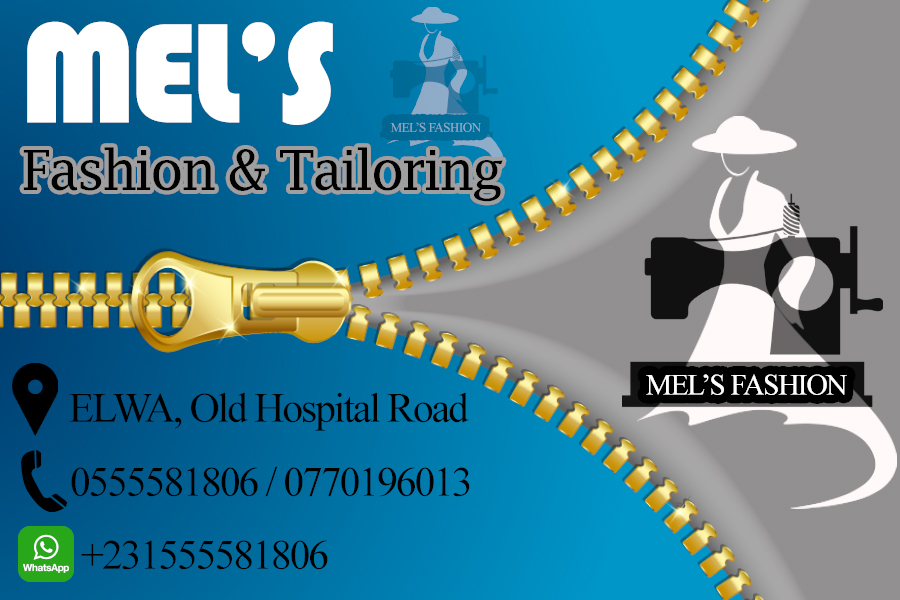 MEL'S
MEL'S FASHION
Fashion & Tailoring
MEL'S FASHION
ELWA, Old Hospital Road
0555581806 / 0770196013
WhatsApp
+231555581806